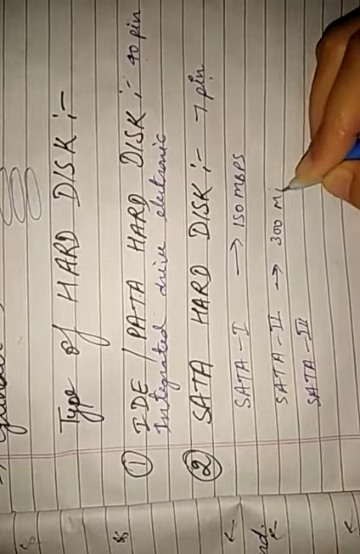 Type of HARD DISK :-
① IDE / PATA HARD DISK :- 40 pin
Integrated drive electronic
② SATA HARD DISK :- 7 pin
SATA - I → 150 MBPS
SATA - II → 300 M
SATA - III